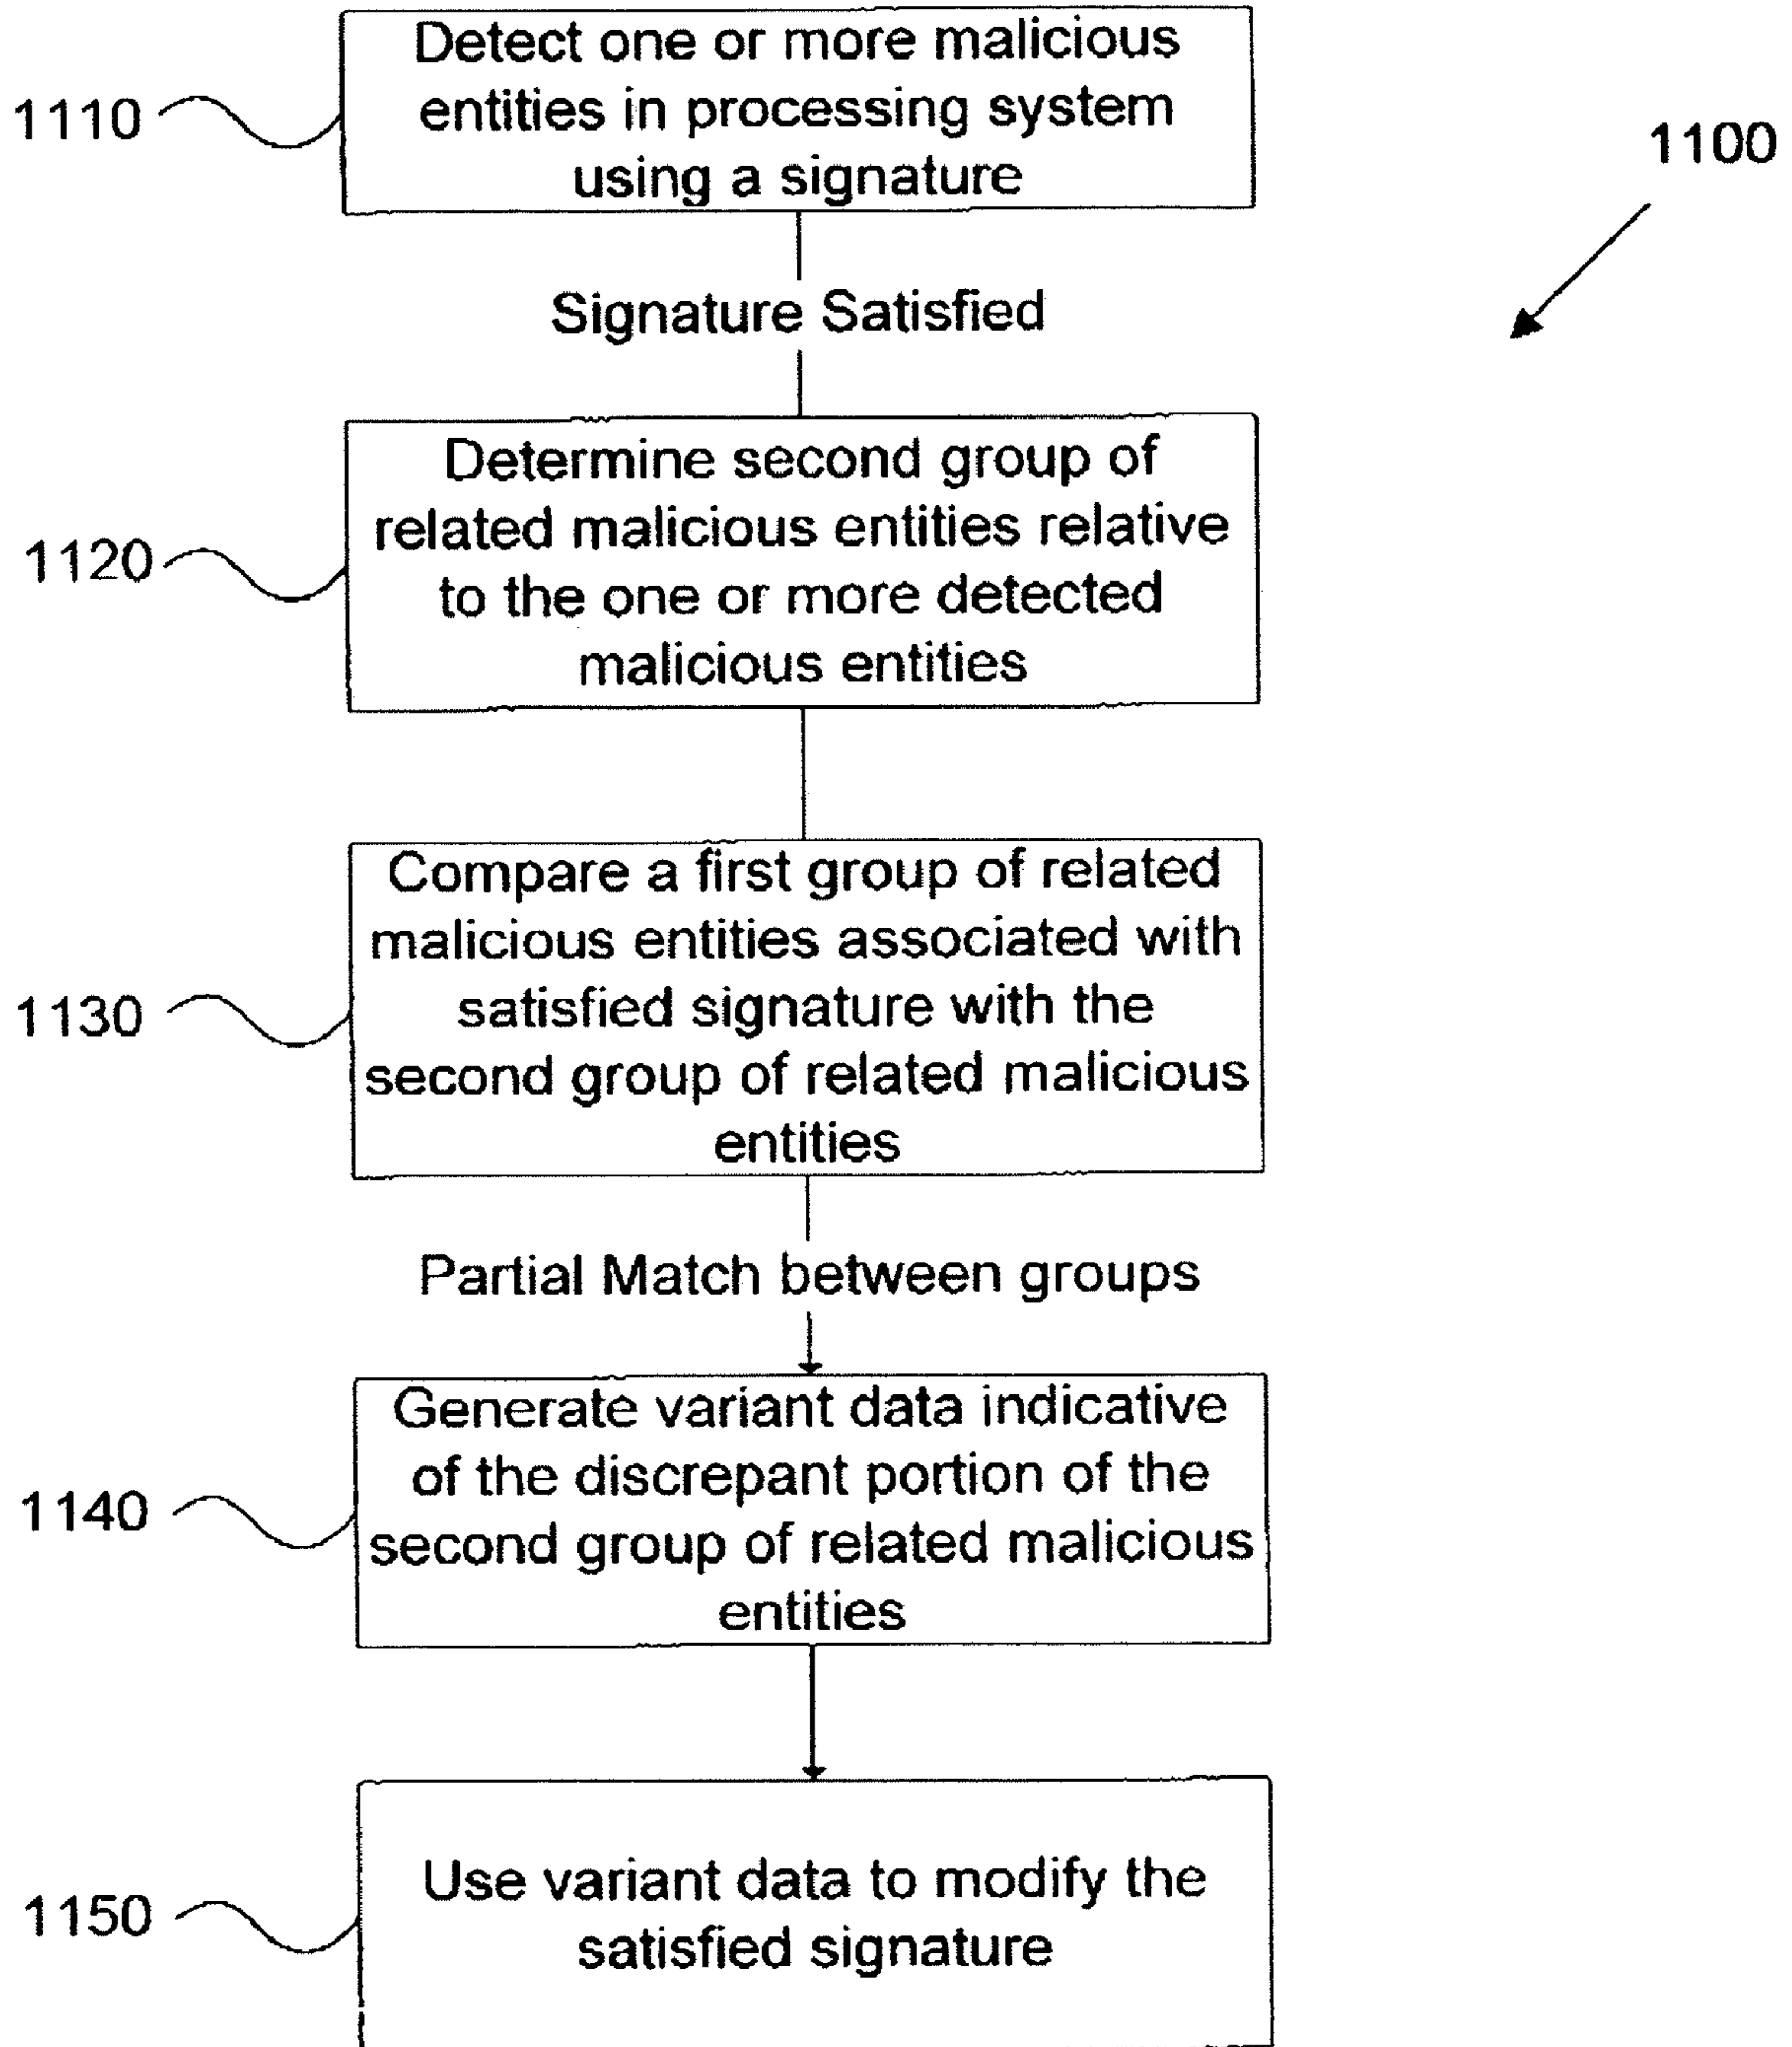 Detect one or more malicious
entities in processing system
using a signature
1110
1100
Signature Satisfied
Determine second group of
related malicious entities relative
to the one or more detected
malicious entities
1120
Compare a first group of related
malicious entities associated with
satisfied signature with the
second group of related malicious
entities
1130
Partial Match between groups
Generate variant data indicative
of the discrepant portion of the
second group of related malicious
entities
1140
Use variant data to modify the
satisfied signature
1150